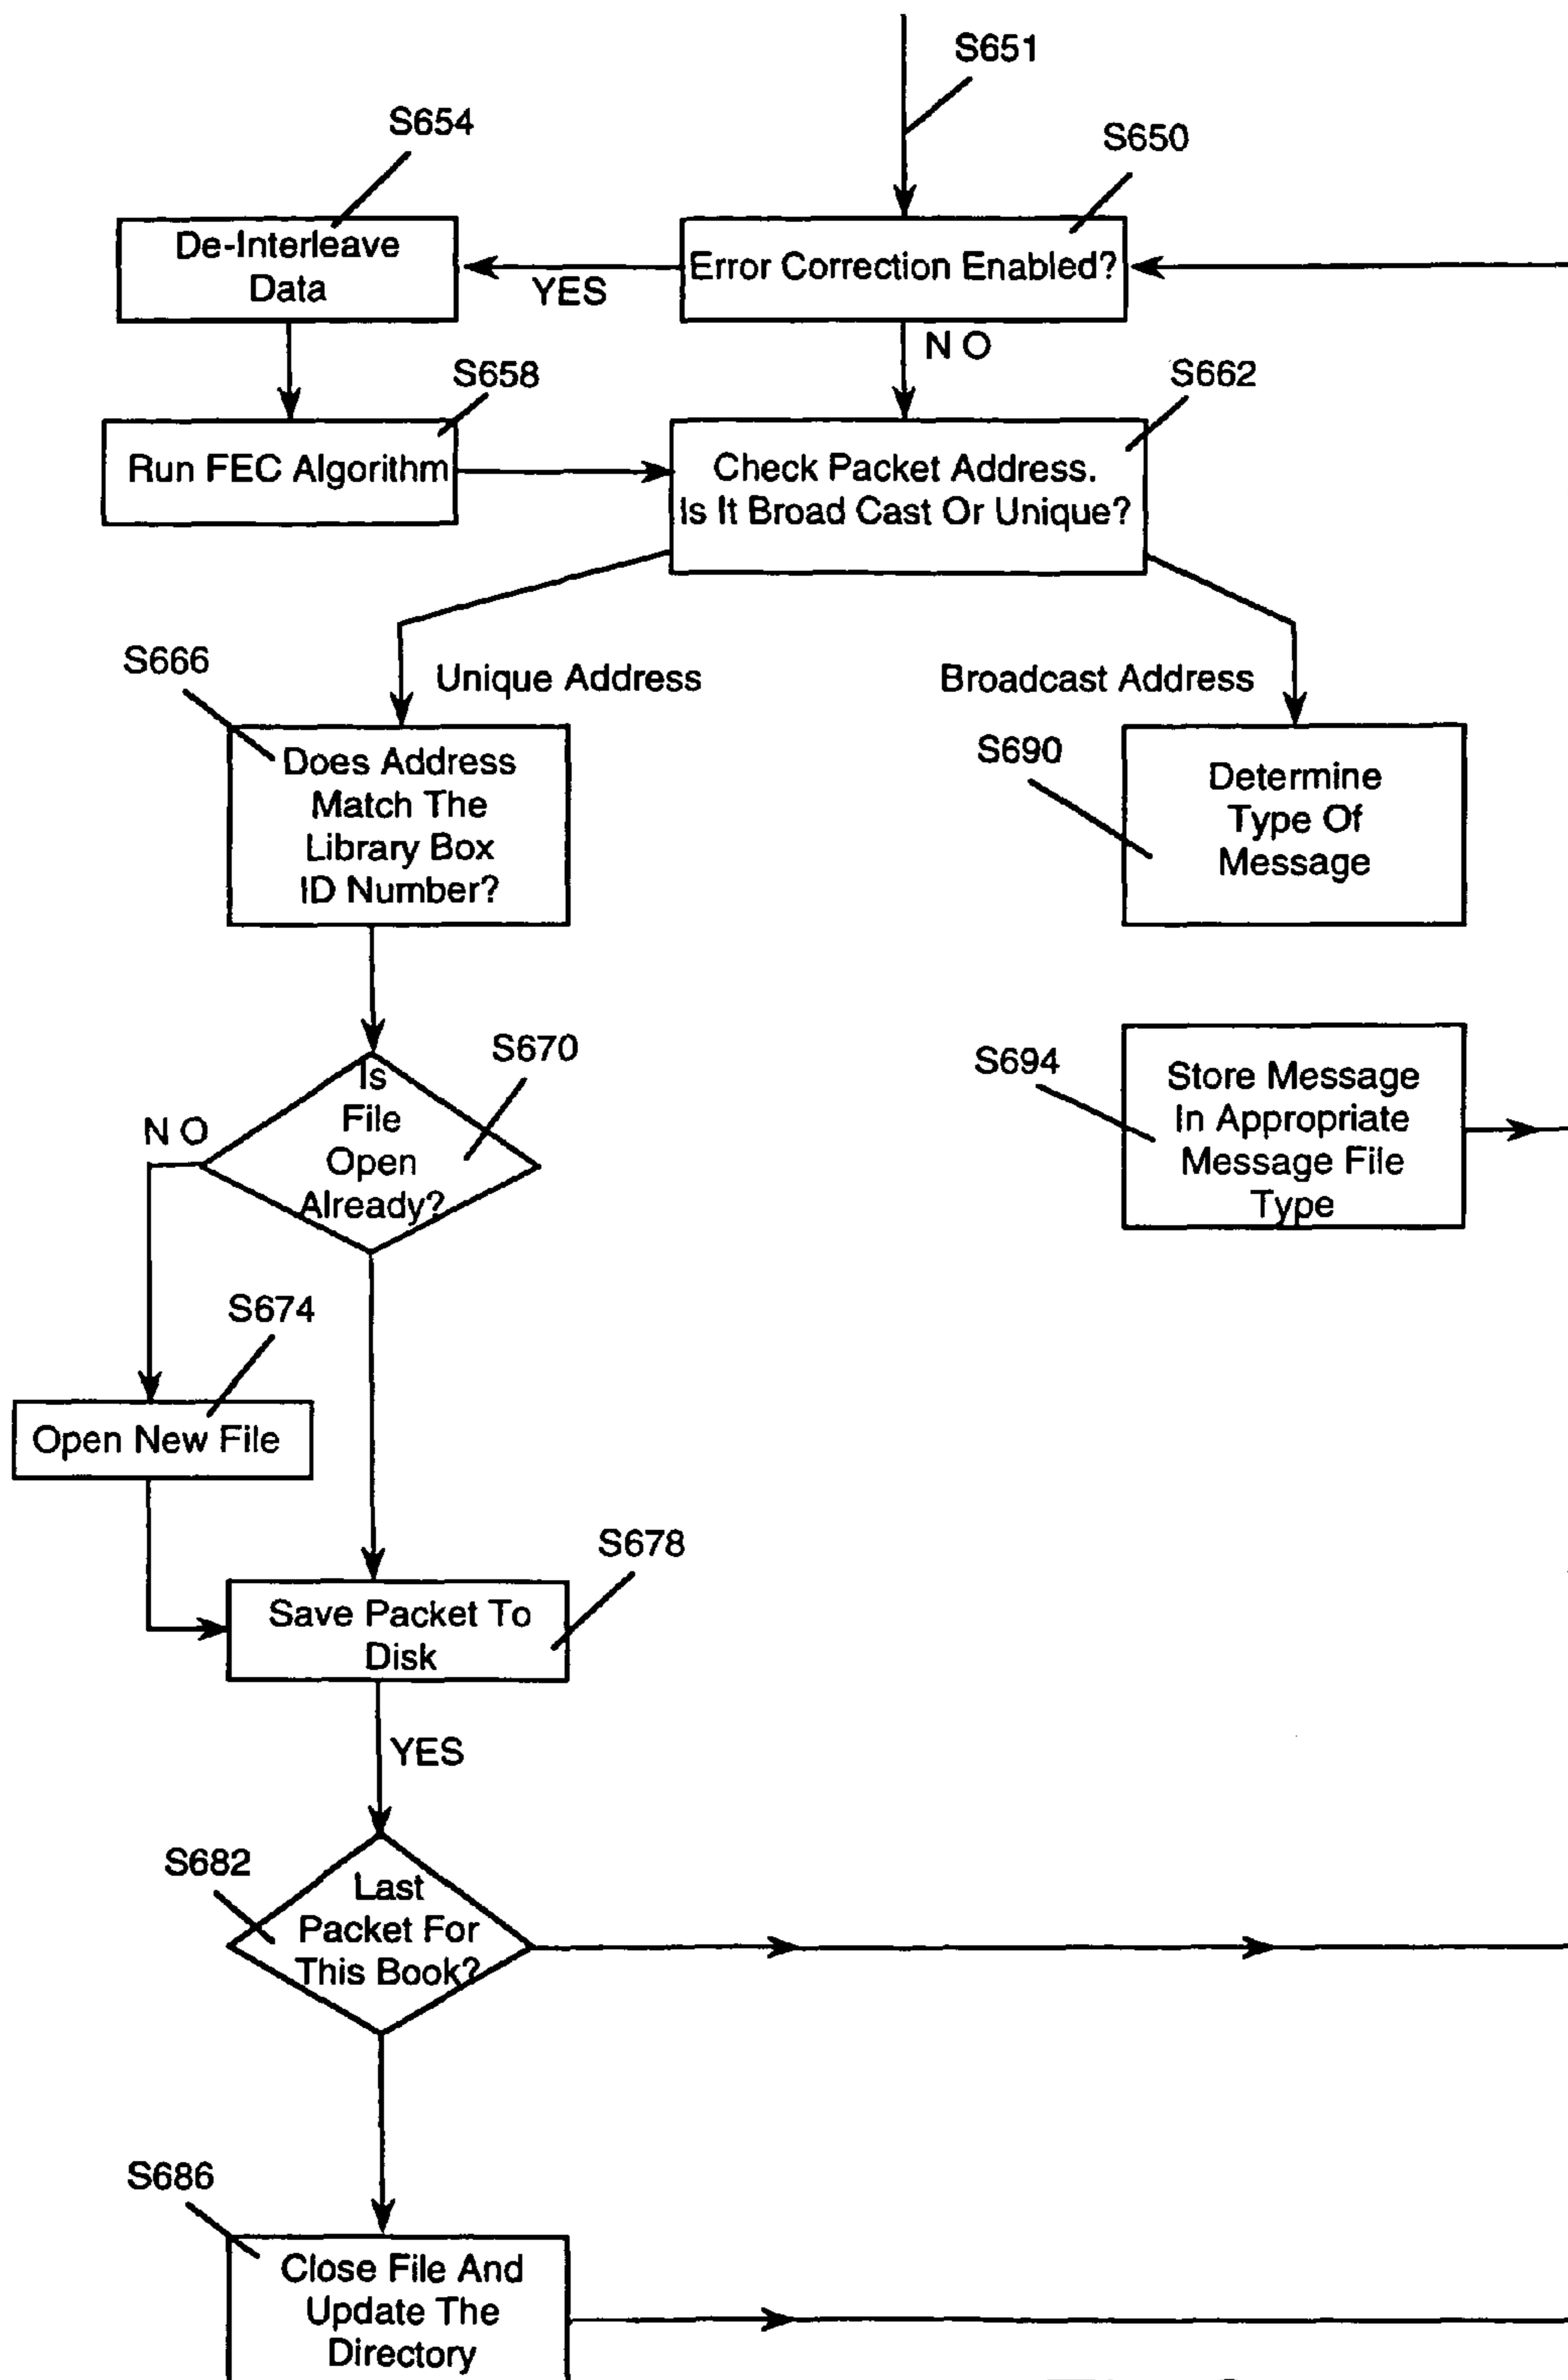 S651
S654
S650
De-Interleave
Data
YES
Error Correction Enabled?
N O
S658
S662
Run FEC Algorithm
Check Packet Address.
Is It Broad Cast Or Unique?
S666
Unique Address
Broadcast Address
Does Address
Match The
Library Box
ID Number?
S690
Determine
Type Of
Message
S670
Is
File
Open
Already?
N O
S694
Store Message
In Appropriate
Message File
Type
S674
Open New File
S678
Save Packet To
Disk
YES
S682
Last
Packet For
This Book?
S686
Close File And
Update The
Directory